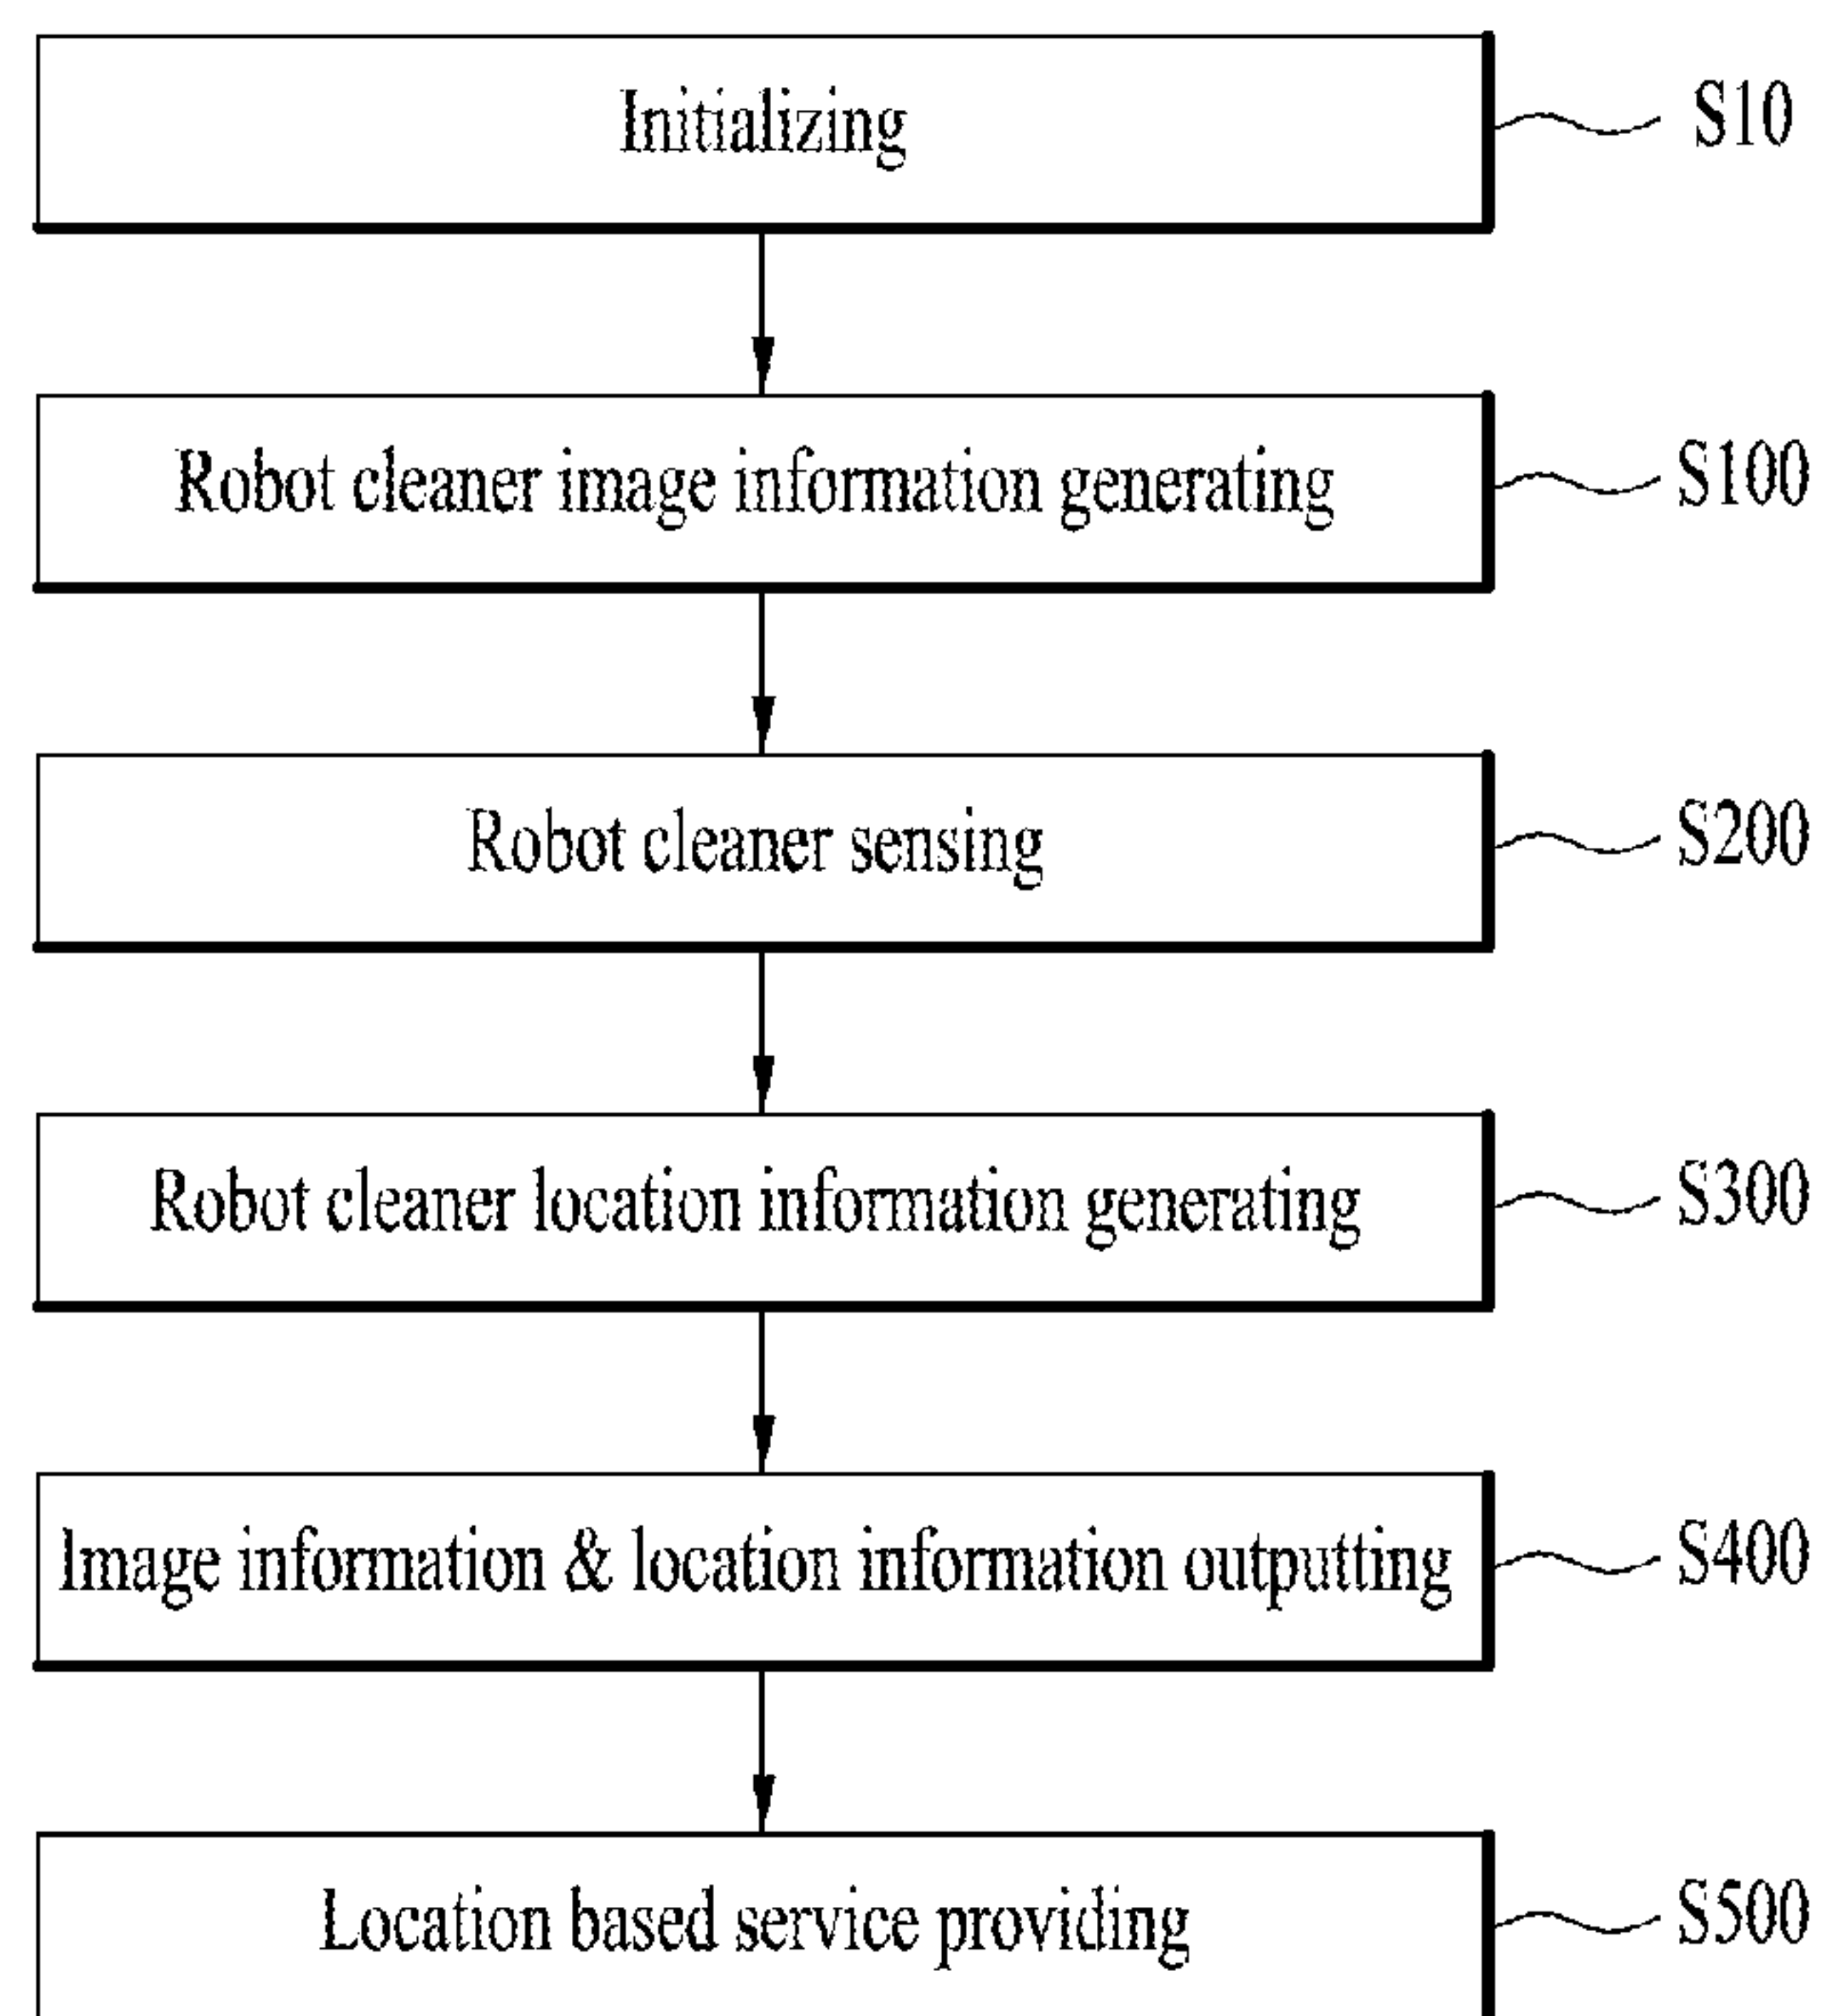 Initializing
S10
Robot cleaner image information generating
S100
Robot cleaner sensing
S200
Robot cleaner location information generating
S300
Image information & location information outputting
S400
Location based service providing
S500